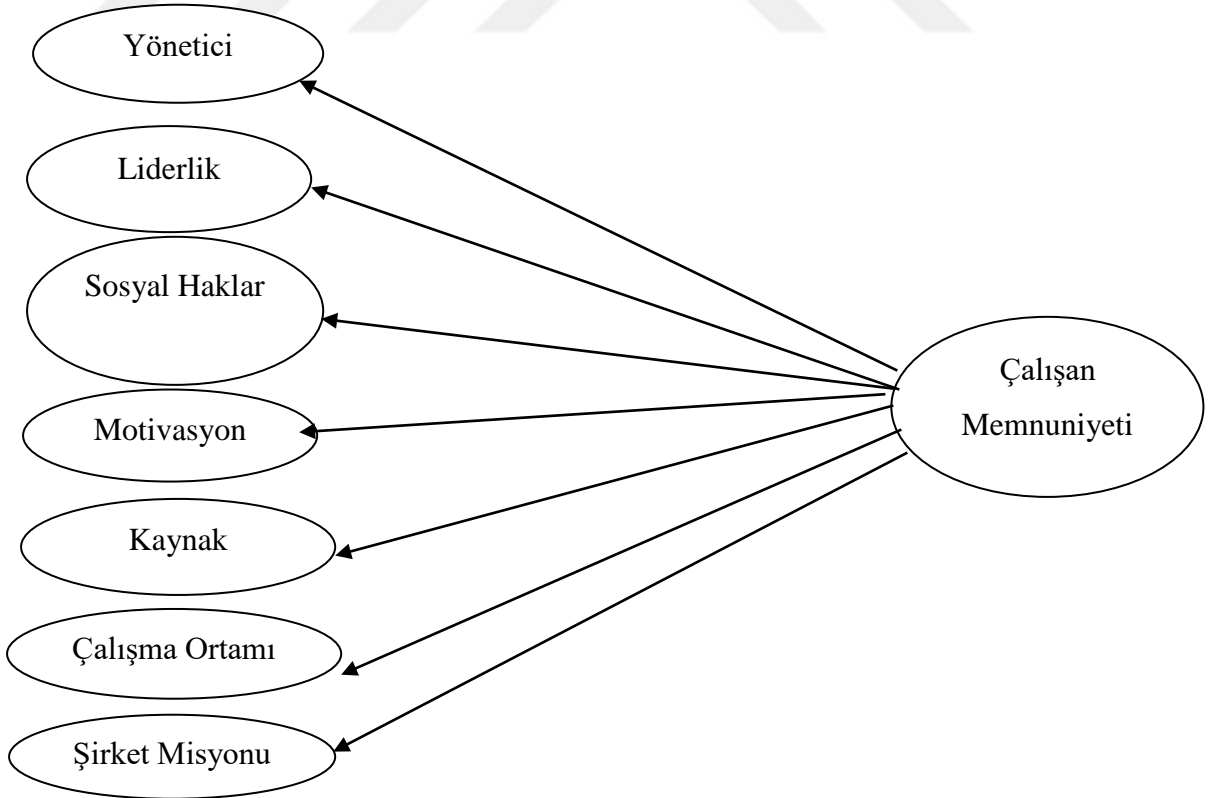 Yönetici
Liderlik
Sosyal Haklar
Motivasyon
Kaynak
Çalışma Ortamı
Şirket Misyonu
Çalışan
Memnuniyeti